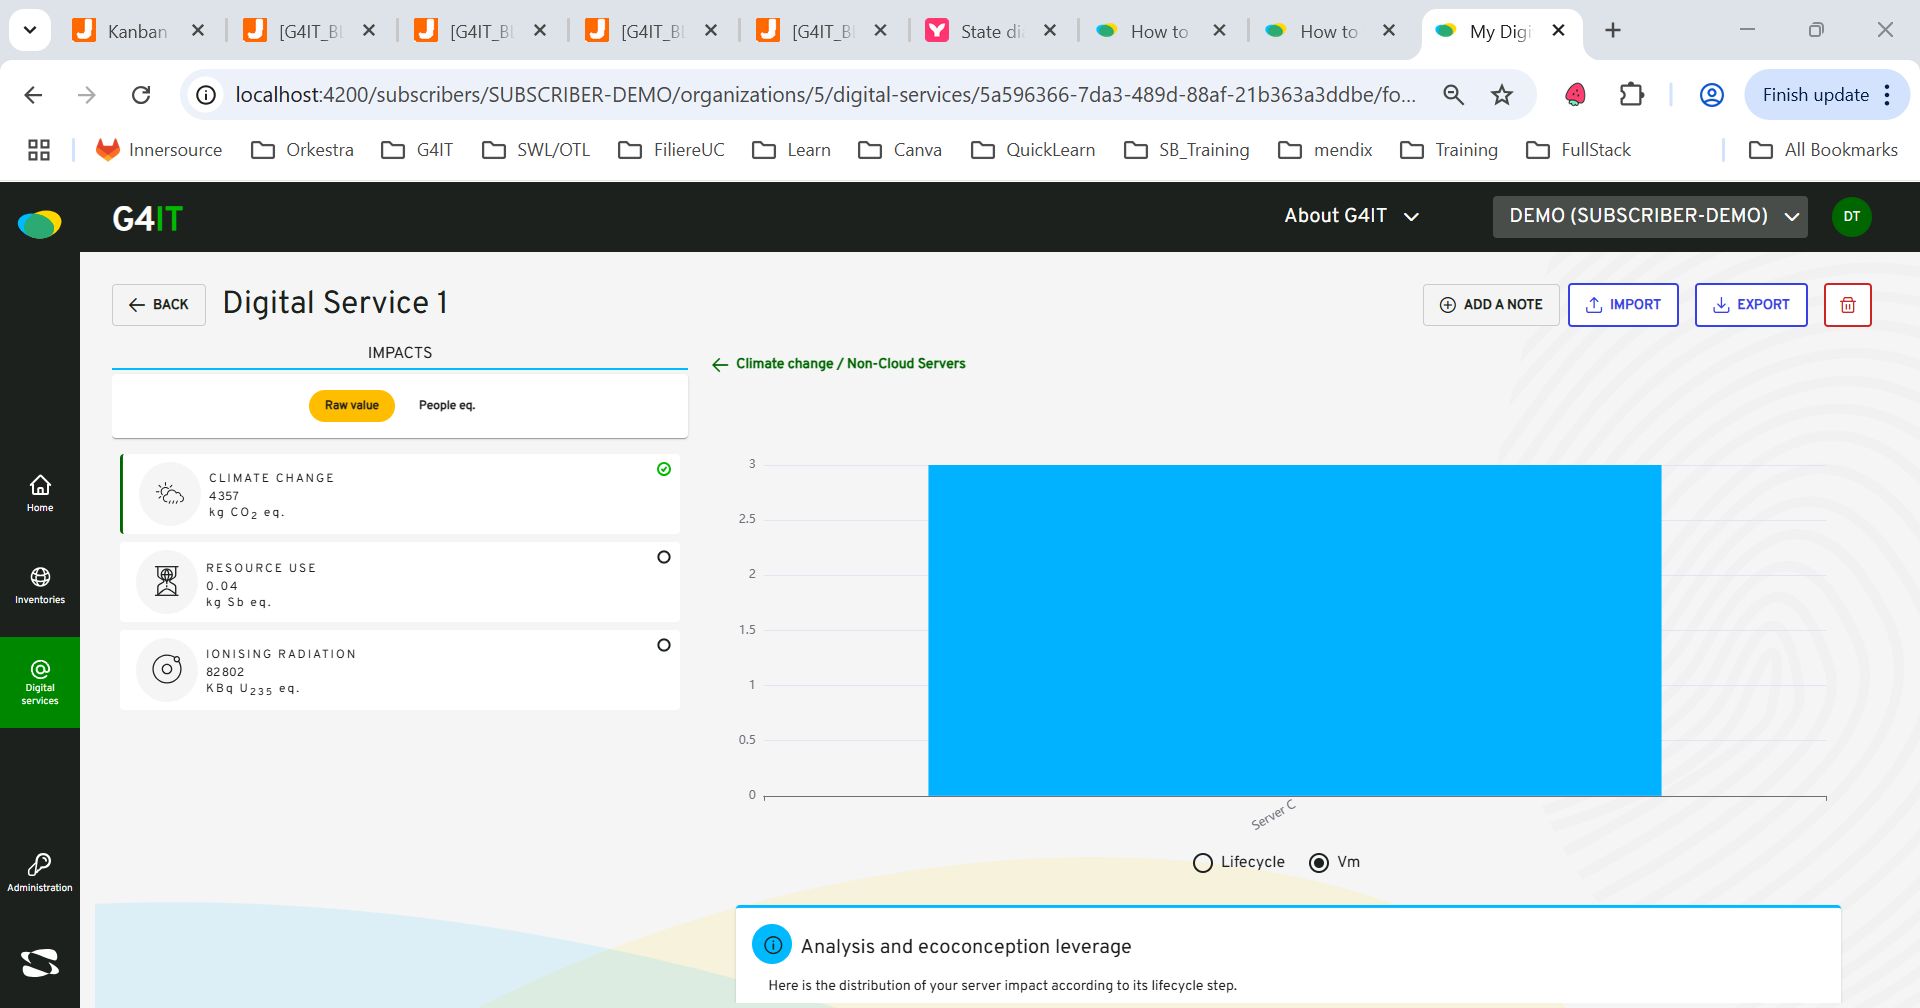 Kanban
[G4IT_BL
[G4IT_BL
[G4IT_BL
[G4IT_BL
State di
How to
How to
My Digi
localhost:4200/subscribers/SUBSCRIBER-DEMO/organizations/5/digital-services/5a596366-7da3-489d-88af-21b363a3ddbe/fo...
Finish update
Innersource
Orkestra
G4IT
SWL/OTL
FiliereUC
Learn
Canva
QuickLearn
SB_Training
mendix
Training
FullStack
All Bookmarks
G4IT
About G4IT
DEMO (SUBSCRIBER-DEMO)
DT
BACK
Digital Service 1
ADD A NOTE
IMPORT
EXPORT
IMPACTS
Raw value
People eq.
CLIMATE CHANGE
4357
kg CO2 eq.
RESOURCE USE
0.04
kg Sb eq.
IONISING RADIATION
82802
KBq U235 eq.
Home
Inventories
Digital
services
Administration
Climate change / Non-Cloud Servers
3
2.5
2
1.5
1
0.5
0
Server C
Lifecycle
Vm
Analysis and ecoconception leverage
Here is the distribution of your server impact according to its lifecycle step.